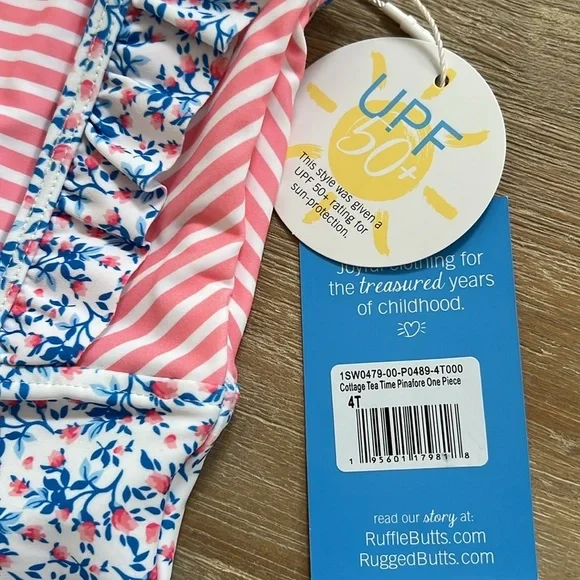 UPF
50+
This style was given a
UPF 50+ rating for
sun-protection.
Joyful clothing for
the treasured years
of childhood.
1SW0479-00-P0489-4T000
Cottage Tea Time Pinafore One Piece
4T
1 95601 17981 8
read our story at:
RuffleButts.com
RuggedButts.com